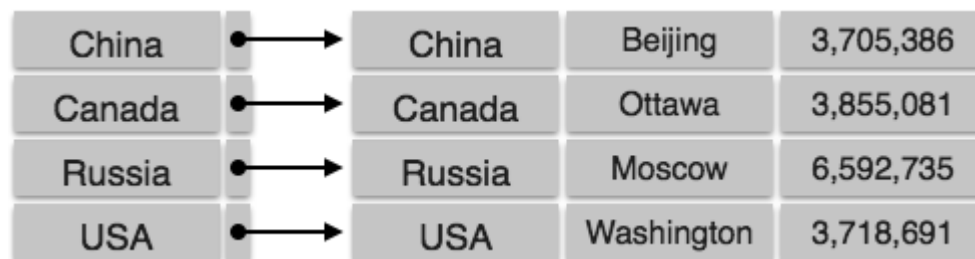 China China Beijing 3,705,386
Canada Canada Ottawa 3,855,081
Russia Russia Moscow 6,592,735
USA USA Washington 3,718,691